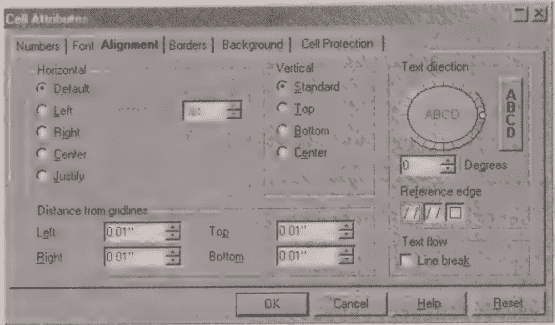 Cell Attributes
Numbers Font Alignment Borders Background Cell Protection
Horizontal
Default
Left
Right
Center
Justify
Vertical
Standard
Top
Bottom
Center
Text direction
ABCD
ABCD
0 Degrees
Reference edge
Text flow
Line break
Distance from gridlines
Left 0.01" Top 0.01"
Right 0.01" Bottom 0.01"
OK Cancel Help Reset